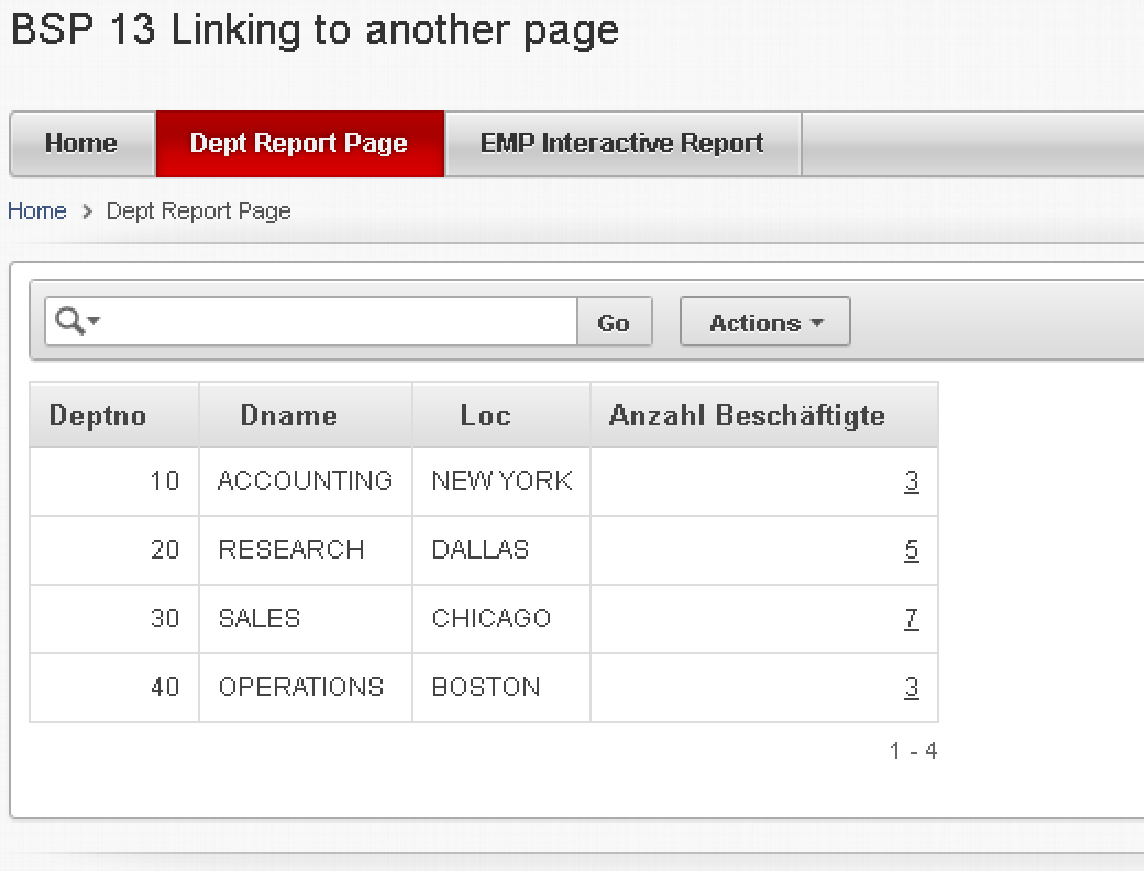 BSP 13 Linking to another page
Home Dept Report Page EMP Interactive Report
Home > Dept Report Page
Go Actions
Deptno Dname Loc Anzahl Beschäftigte
10 ACCOUNTING NEW YORK 3
20 RESEARCH DALLAS 5
30 SALES CHICAGO 7
40 OPERATIONS BOSTON 3
1 - 4